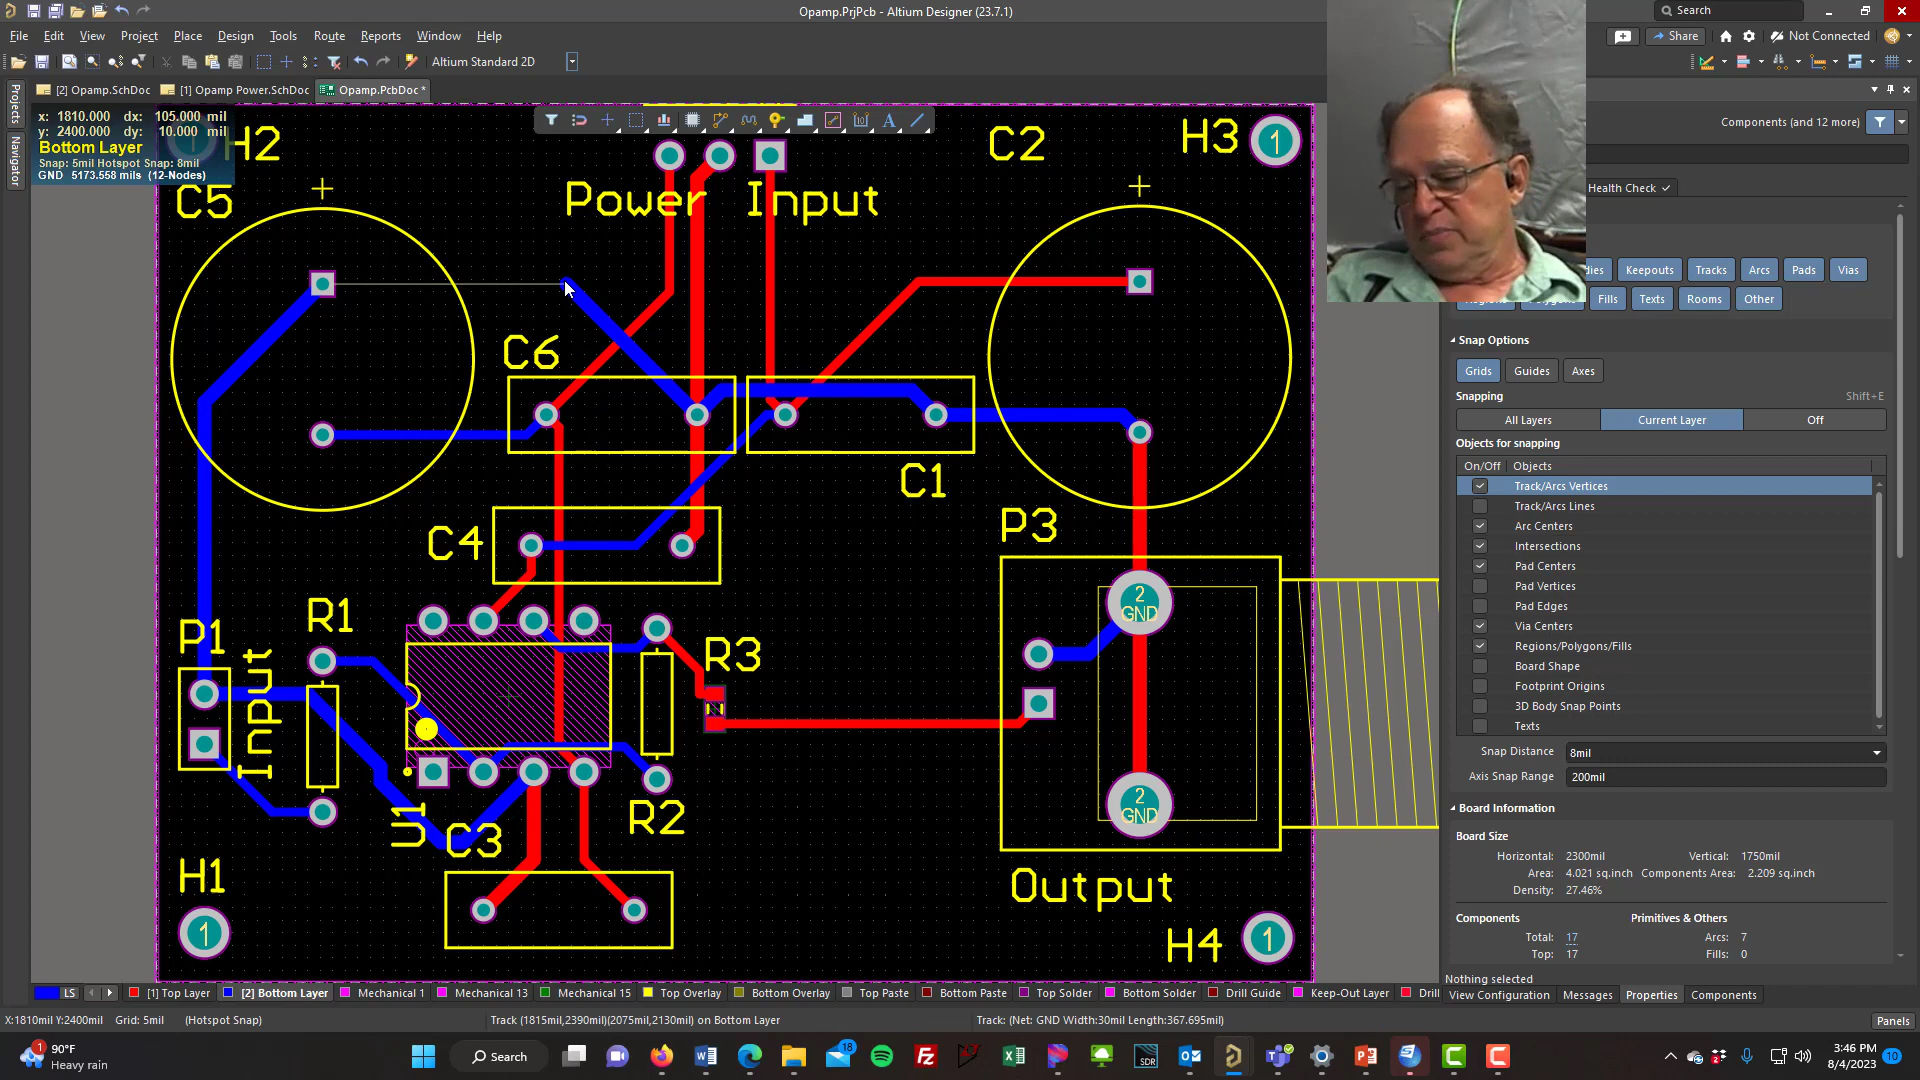 Opamp.PrjPcb - Altium Designer (23.7.1)
Search
File Edit View Project Place Design Tools Route Reports Window Help
Share
Not Connected
Altium Standard 2D
[2] Opamp.SchDoc
[1] Opamp Power.SchDoc
Opamp.PcbDoc *
Projects
Navigator
x: 1810.000 dx: 105.000 mil
y: 2400.000 dy: 10.000 mil
Bottom Layer
Snap: 5mil Hotspot Snap: 8mil
GND 5173.558 mils (12-Nodes)
H2
C5
Power
Input
C2
H3
1
C6
C1
C4
P3
R1
P1
Input
R3
2
GND
2
GND
U1
C3
R2
H1
1
Output
H4
1
Components (and 12 more)
Health Check
Keepouts Tracks Arcs Pads Vias
Fills Texts Rooms Other
Snap Options
Grids Guides Axes
Snapping Shift+E
All Layers Current Layer Off
Objects for snapping
On/Off Objects
Track/Arcs Vertices
Track/Arcs Lines
Arc Centers
Intersections
Pad Centers
Pad Vertices
Pad Edges
Via Centers
Regions/Polygons/Fills
Board Shape
Footprint Origins
3D Body Snap Points
Texts
Snap Distance 8mil
Axis Snap Range 200mil
Board Information
Board Size
Horizontal: 2300mil Vertical: 1750mil
Area: 4.021 sq.inch Components Area: 2.209 sq.inch
Density: 27.46%
Components Primitives & Others
Total: 17 Arcs: 7
Top: 17 Fills: 0
Nothing selected
LS [1] Top Layer [2] Bottom Layer Mechanical 1 Mechanical 13 Mechanical 15 Top Overlay Bottom Overlay Top Paste Bottom Paste Top Solder Bottom Solder Drill Guide Keep-Out Layer Drill
View Configuration Messages Properties Components
X:1810mil Y:2400mil Grid: 5mil (Hotspot Snap) Track (1815mil,2390mil)(2075mil,2130mil) on Bottom Layer Track: (Net: GND Width:30mil Length:367.695mil)
Panels
1
90°F
Heavy rain
Search
18
SDR
2
3:46 PM
8/4/2023
10